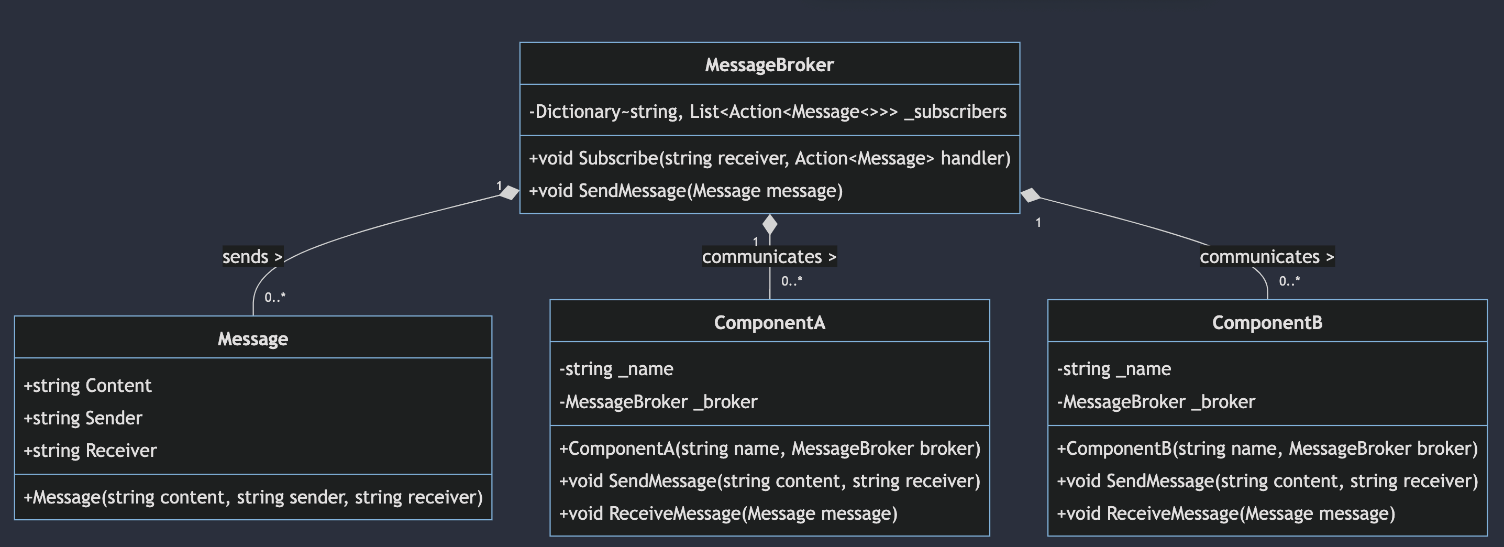 MessageBroker
-Dictionary~string, List<Action<Message<>>> _subscribers
+void Subscribe(string receiver, Action<Message> handler)
+void SendMessage(Message message)
1
1
1
sends >
communicates >
communicates >
0..*
0..*
0..*
Message
+string Content
+string Sender
+string Receiver
+Message(string content, string sender, string receiver)
ComponentA
-string _name
-MessageBroker _broker
+ComponentA(string name, MessageBroker broker)
+void SendMessage(string content, string receiver)
+void ReceiveMessage(Message message)
ComponentB
-string _name
-MessageBroker _broker
+ComponentB(string name, MessageBroker broker)
+void SendMessage(string content, string receiver)
+void ReceiveMessage(Message message)